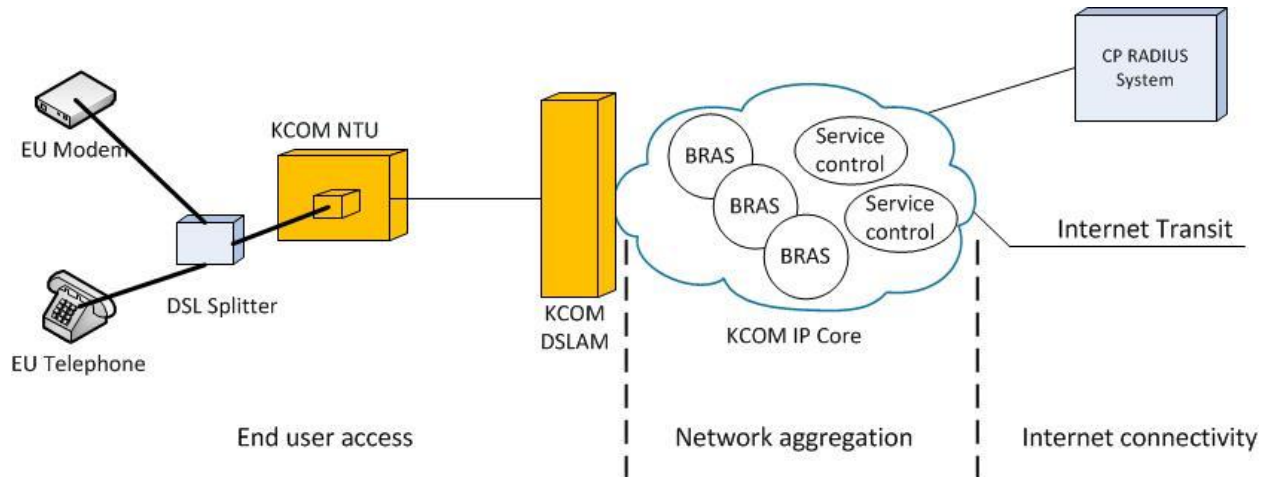 CP RADIUS
System
EU Modem
KCOM NTU
BRAS
Service
control
BRAS
Service
control
BRAS
Internet Transit
DSL Splitter
EU Telephone
KCOM
DSLAM
KCOM IP Core
End user access
Network aggregation
Internet connectivity